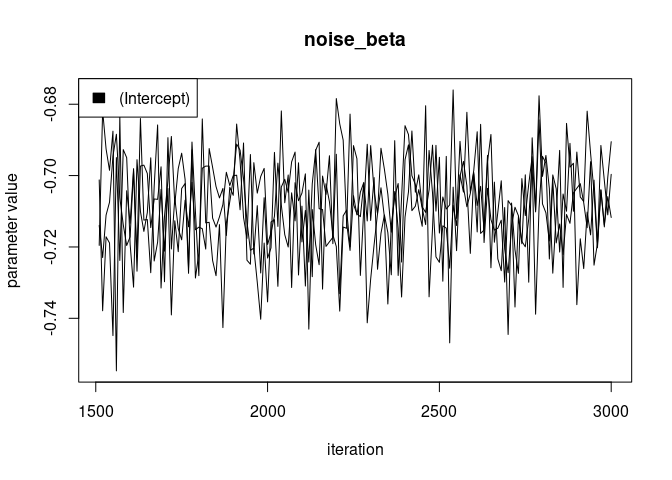 noise_beta
(Intercept)
parameter value
-0.68
-0.70
-0.72
-0.74
1500
2000
2500
3000
iteration